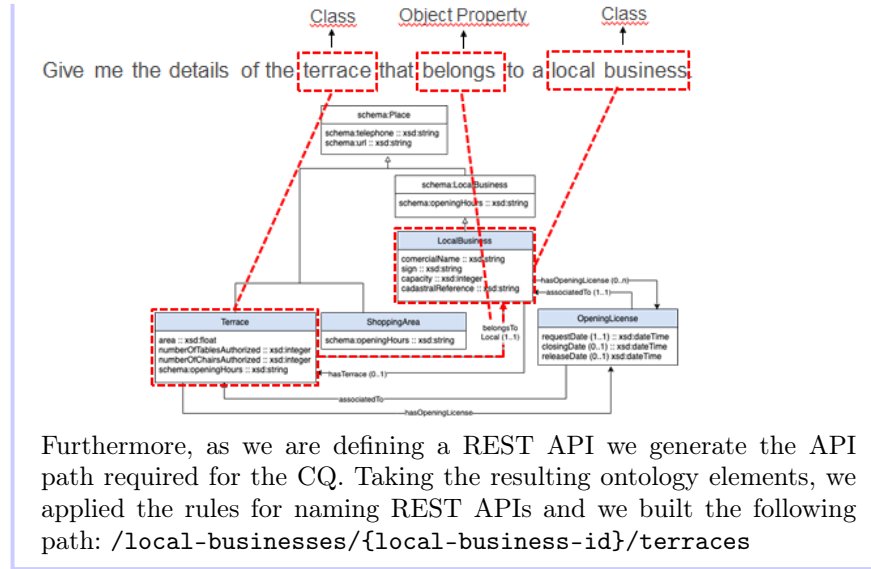 Class Object Property Class
Give me the details of the terrace that belongs to a local business.
schema:Place
schema:telephone :: xsd:string
schema:url :: xsd:string
schema:LocalBusiness
schema:openingHours :: xsd:string
LocalBusiness
comercialName :: xsd:string
sign :: xsd:string
capacity :: xsd:integer
cadastralReference :: xsd:string
hasOpeningLicense (0..n)
associatedTo (1..1)
Terrace
area :: xsd:float
numberOfTablesAuthorized :: xsd:integer
numberOfChairsAuthorized :: xsd:integer
schema:openingHours :: xsd:string
ShoppingArea
schema:openingHours :: xsd:string
belongsTo
Local (1..1)
OpeningLicense
requestDate (1..1) :: xsd:dateTime
closingDate (0..1) :: xsd:dateTime
releaseDate (0..1) xsd:dateTime
hasTerrace (0..1)
associatedTo
hasOpeningLicense
Furthermore, as we are defining a REST API we generate the API
path required for the CQ. Taking the resulting ontology elements, we
applied the rules for naming REST APIs and we built the following
path: /local-businesses/{local-business-id}/terraces